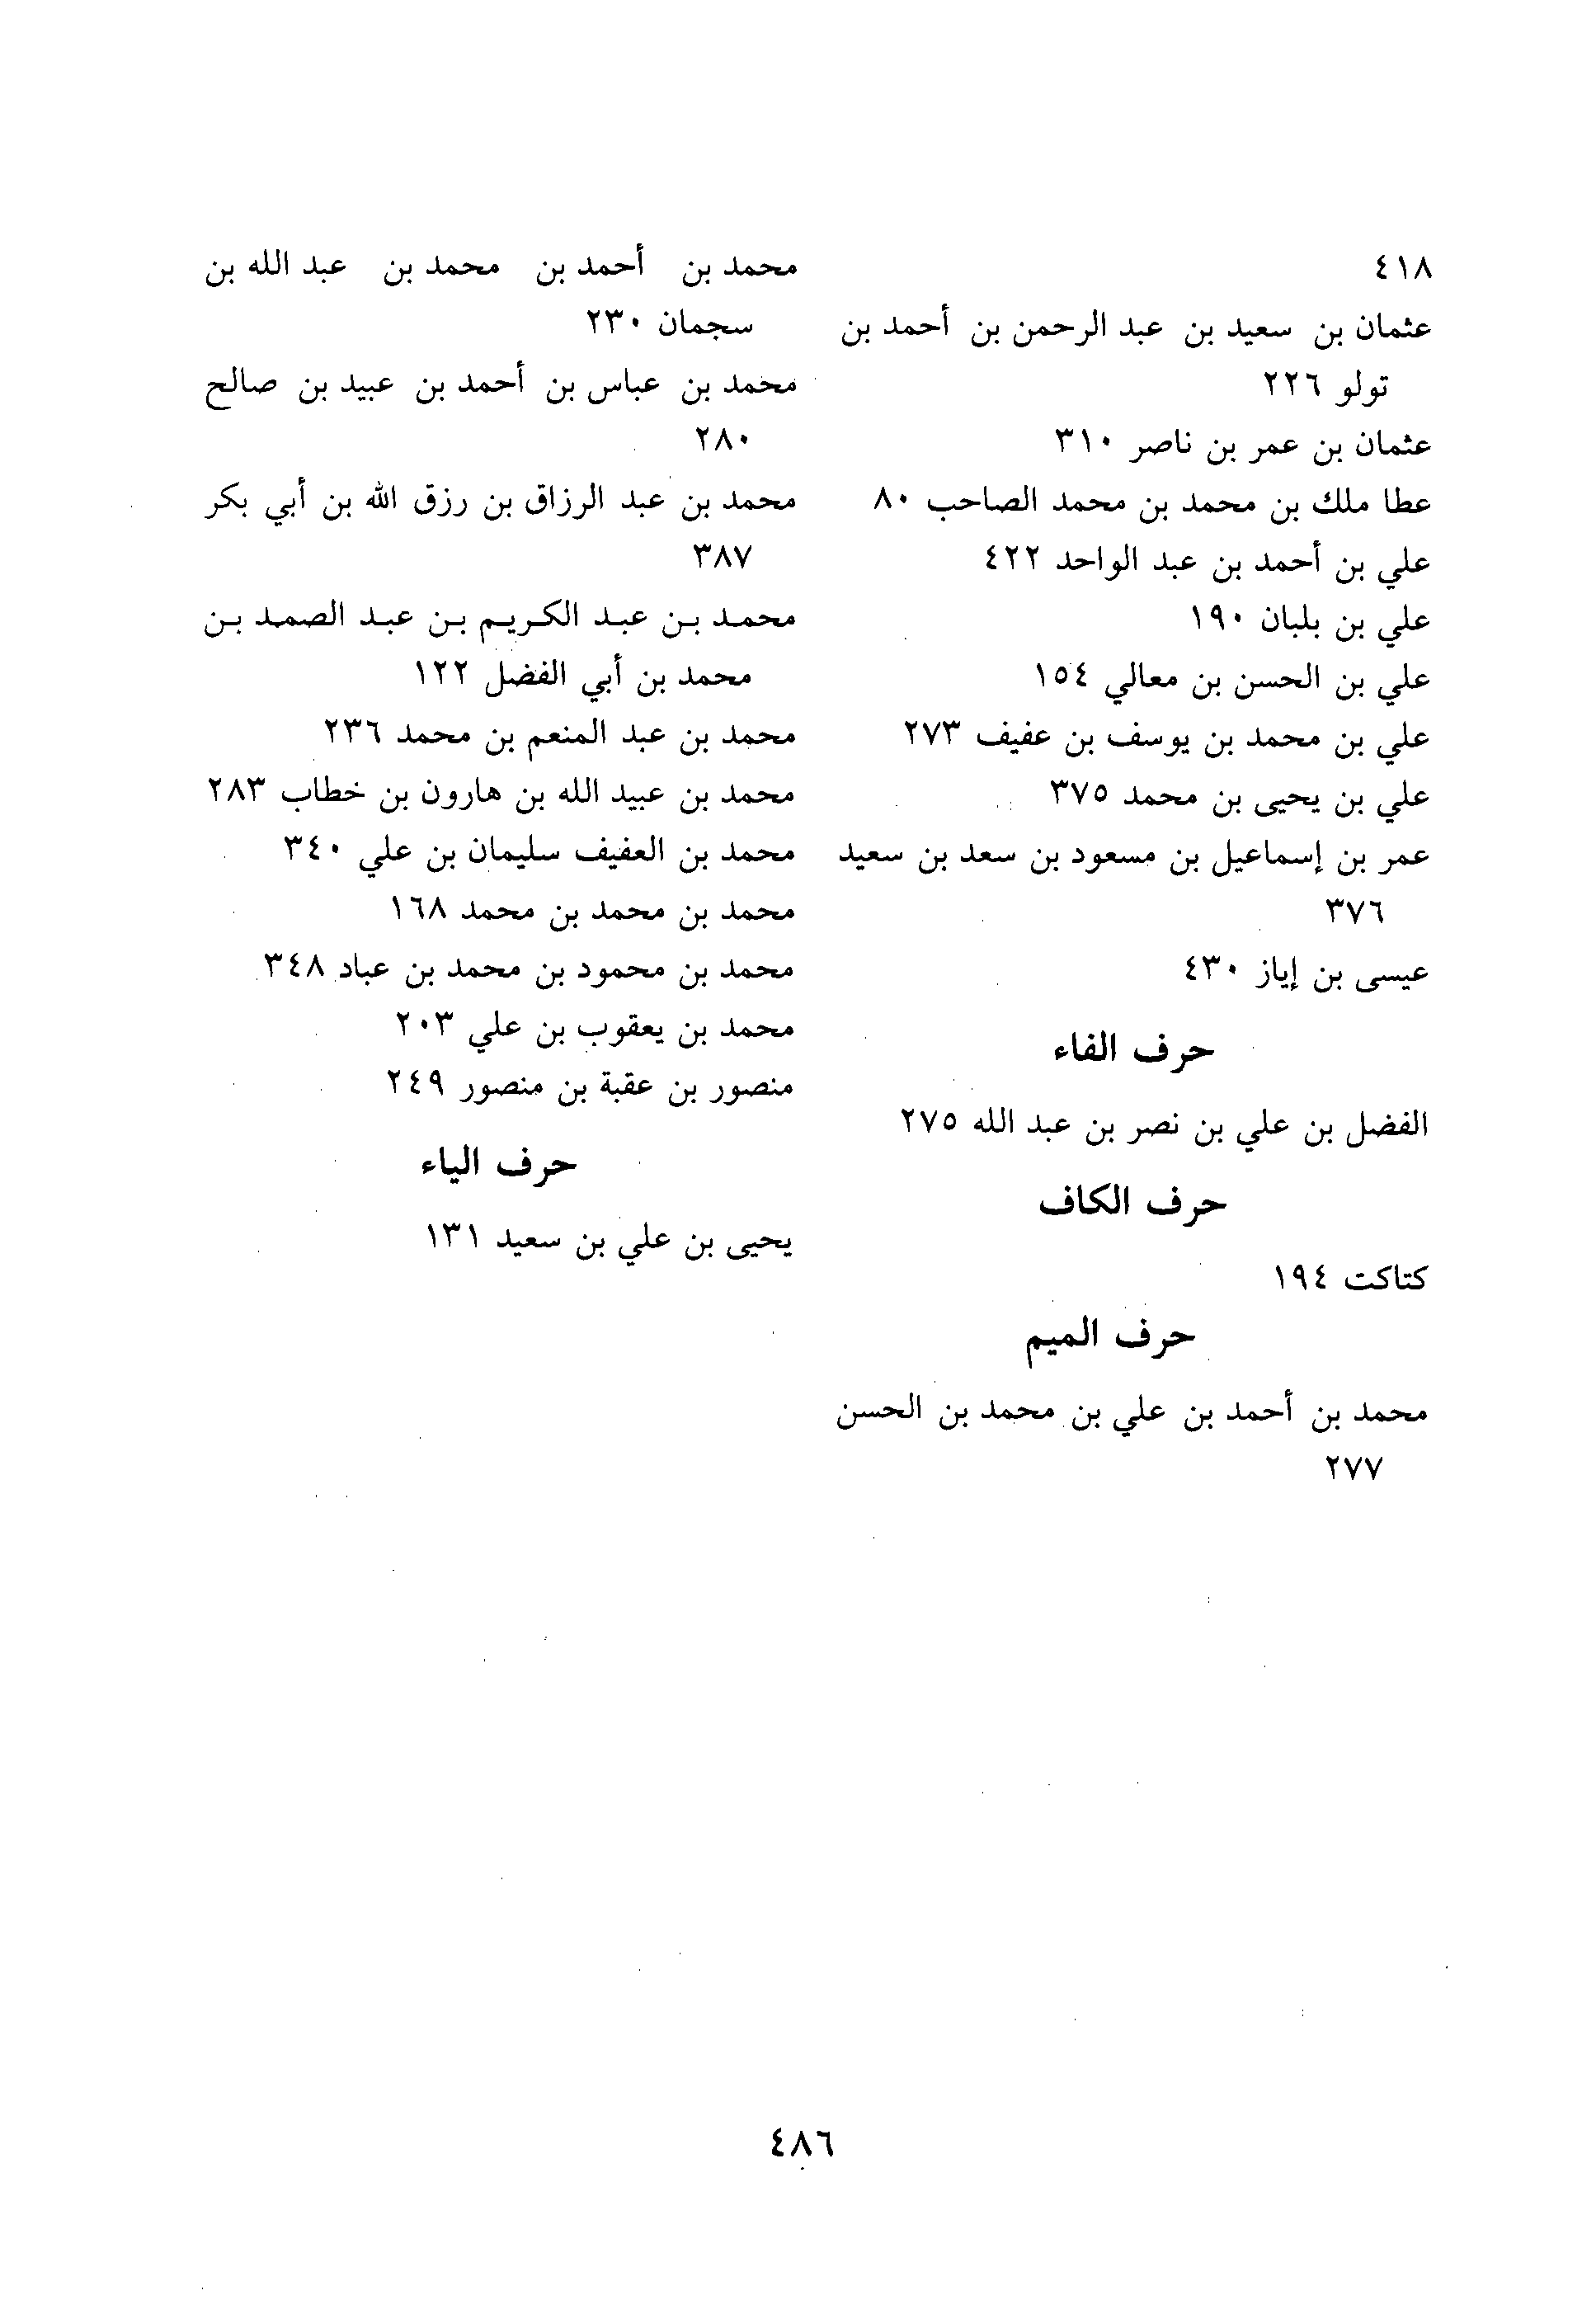 ٤١٨
عثمان بن سعيد بن عبد الرحمن بن أحمد بن
تولو ٢٢٦
عثمان بن عمر بن ناصر ٣١٠
عطا ملك بن محمد بن محمد الصاحب ٨٠
علي بن أحمد بن عبد الواحد ٤٢٢
علي بن بلبان ١٩٠
علي بن الحسن بن معالي ١٥٤
علي بن محمد بن يوسف بن عفيف ٢٧٣
علي بن يحيى بن محمد ٣٧٥
عمر بن إسماعيل بن مسعود بن سعد بن سعيد
٣٧٦
عيسى بن إياز ٤٣٠
حرف الفاء
الفضل بن علي بن نصر بن عبد الله ٢٧٥
حرف الكاف
كتاكت ١٩٤
حرف الميم
محمد بن أحمد بن علي بن محمد بن الحسن
٢٧٧
محمد بن أحمد بن محمد بن عبد الله بن
سجمان ٢٣٠
محمد بن عباس بن أحمد بن عبيد بن صالح
٢٨٠
محمد بن عبد الرزاق بن رزق الله بن أبي بكر
٣٨٧
محمـد بـن عبـد الكـريـم بـن عبـد الصمـد بـن
محمد بن أبي الفضل ١٢٢
محمد بن عبد المنعم بن محمد ٢٣٦
محمد بن عبيد الله بن هارون بن خطاب ٢٨٣
محمد بن العفيف سليمان بن علي ٣٤٠
محمد بن محمد بن محمد ١٦٨
محمد بن محمود بن محمد بن عباد ٣٤٨
محمد بن يعقوب بن علي ٢٠٣
منصور بن عقبة بن منصور ٢٤٩
حرف الياء
يحيى بن علي بن سعيد ١٣١
٤٨٦